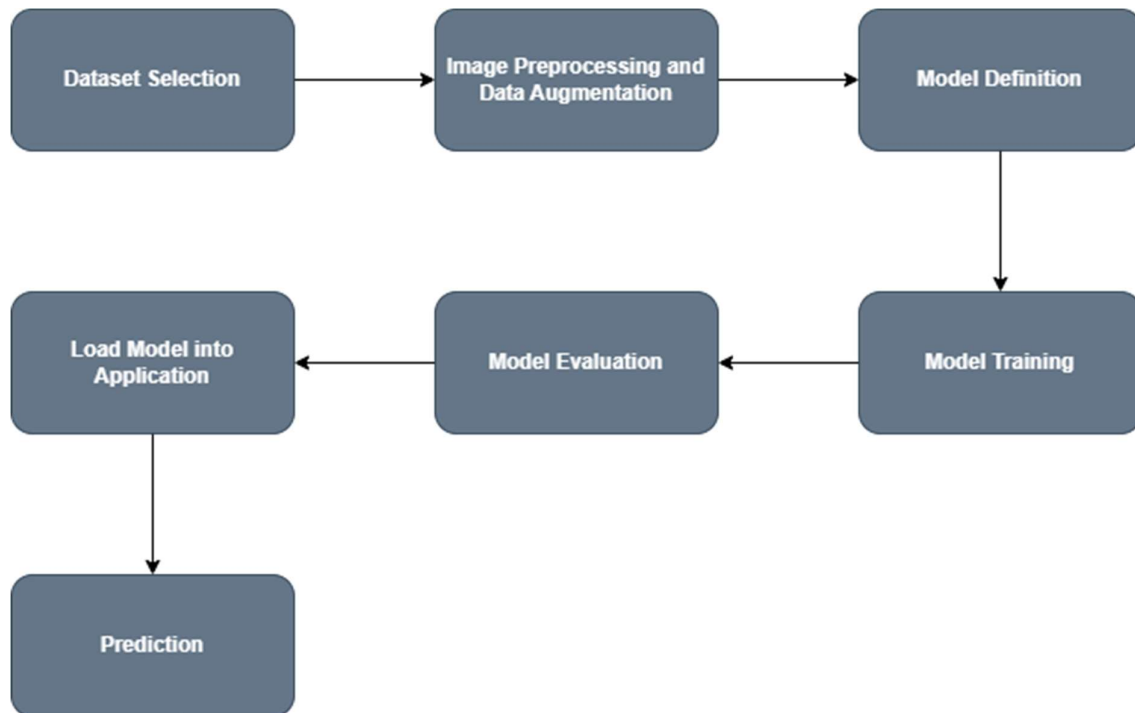 Dataset Selection
Image Preprocessing and
Data Augmentation
Model Definition
Load Model into
Application
Model Evaluation
Model Training
Prediction